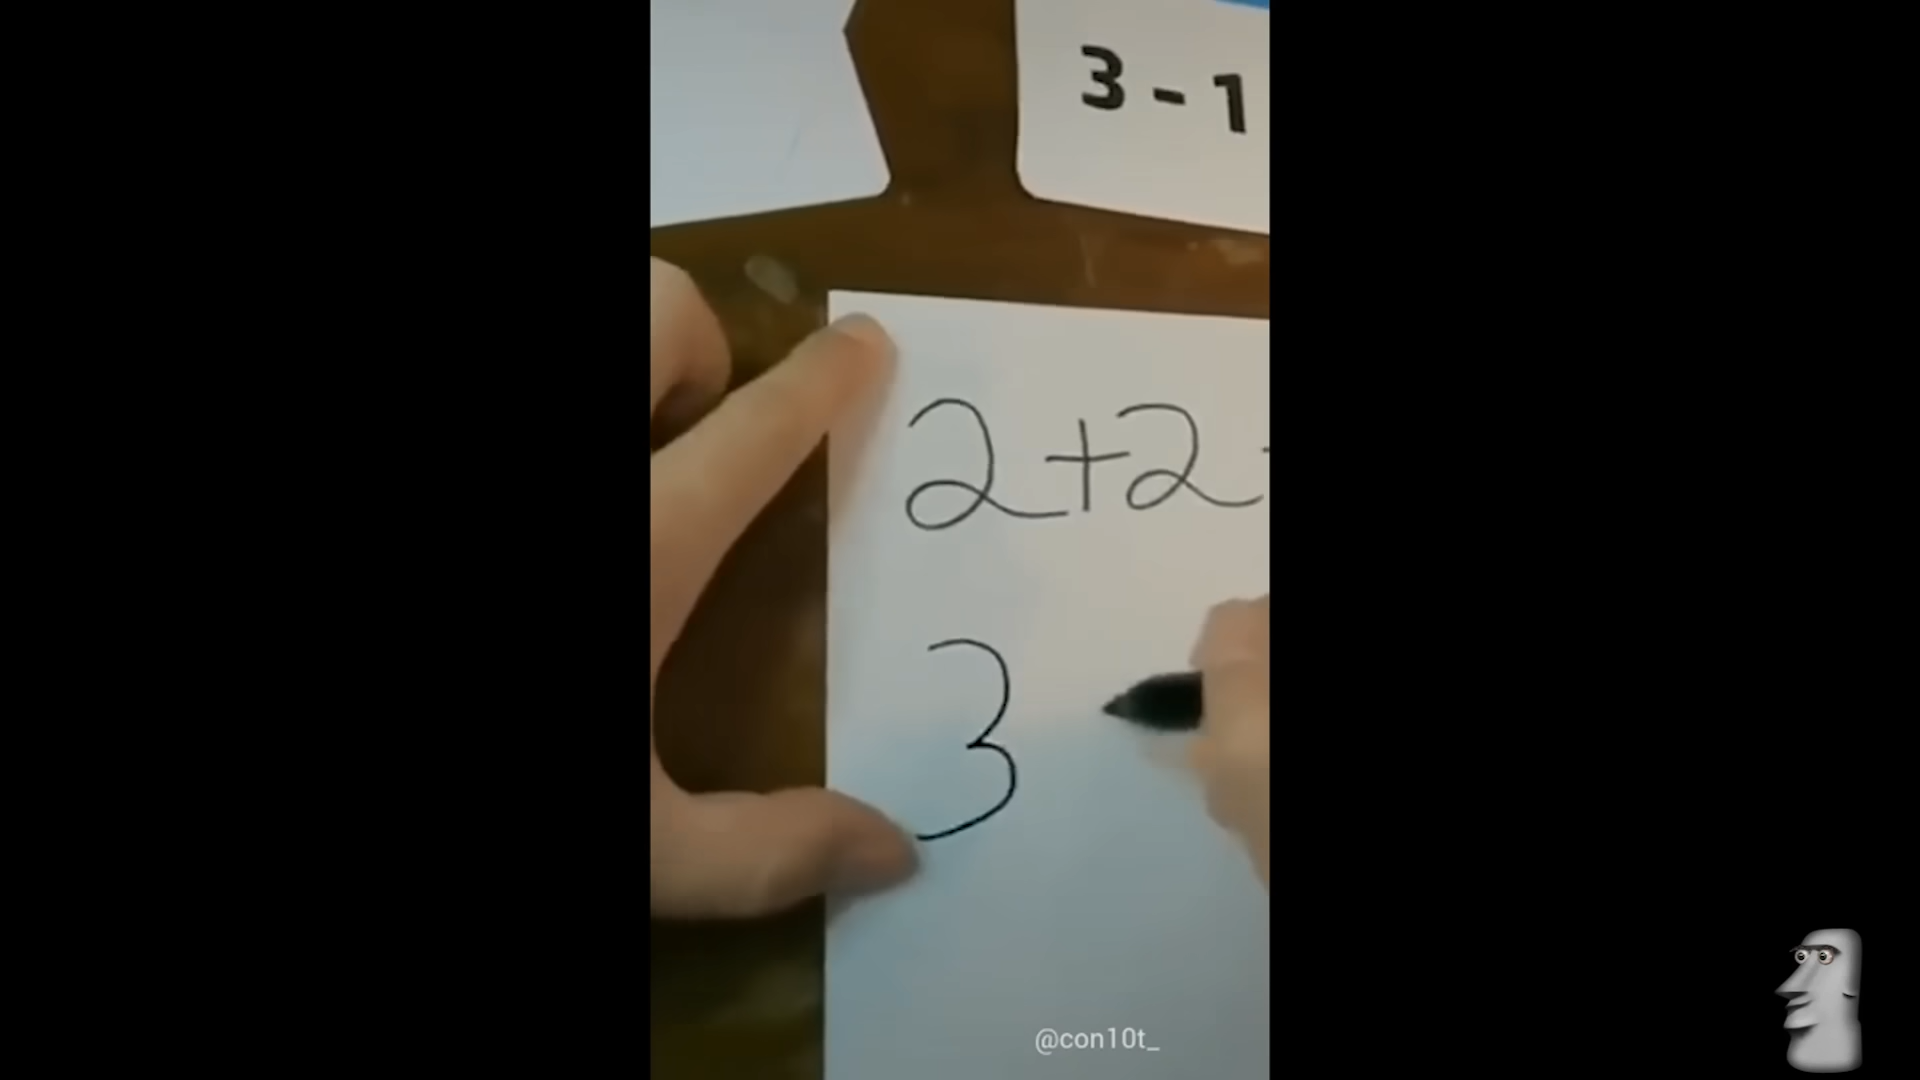 3 - 1
2+2
3
@con10t_